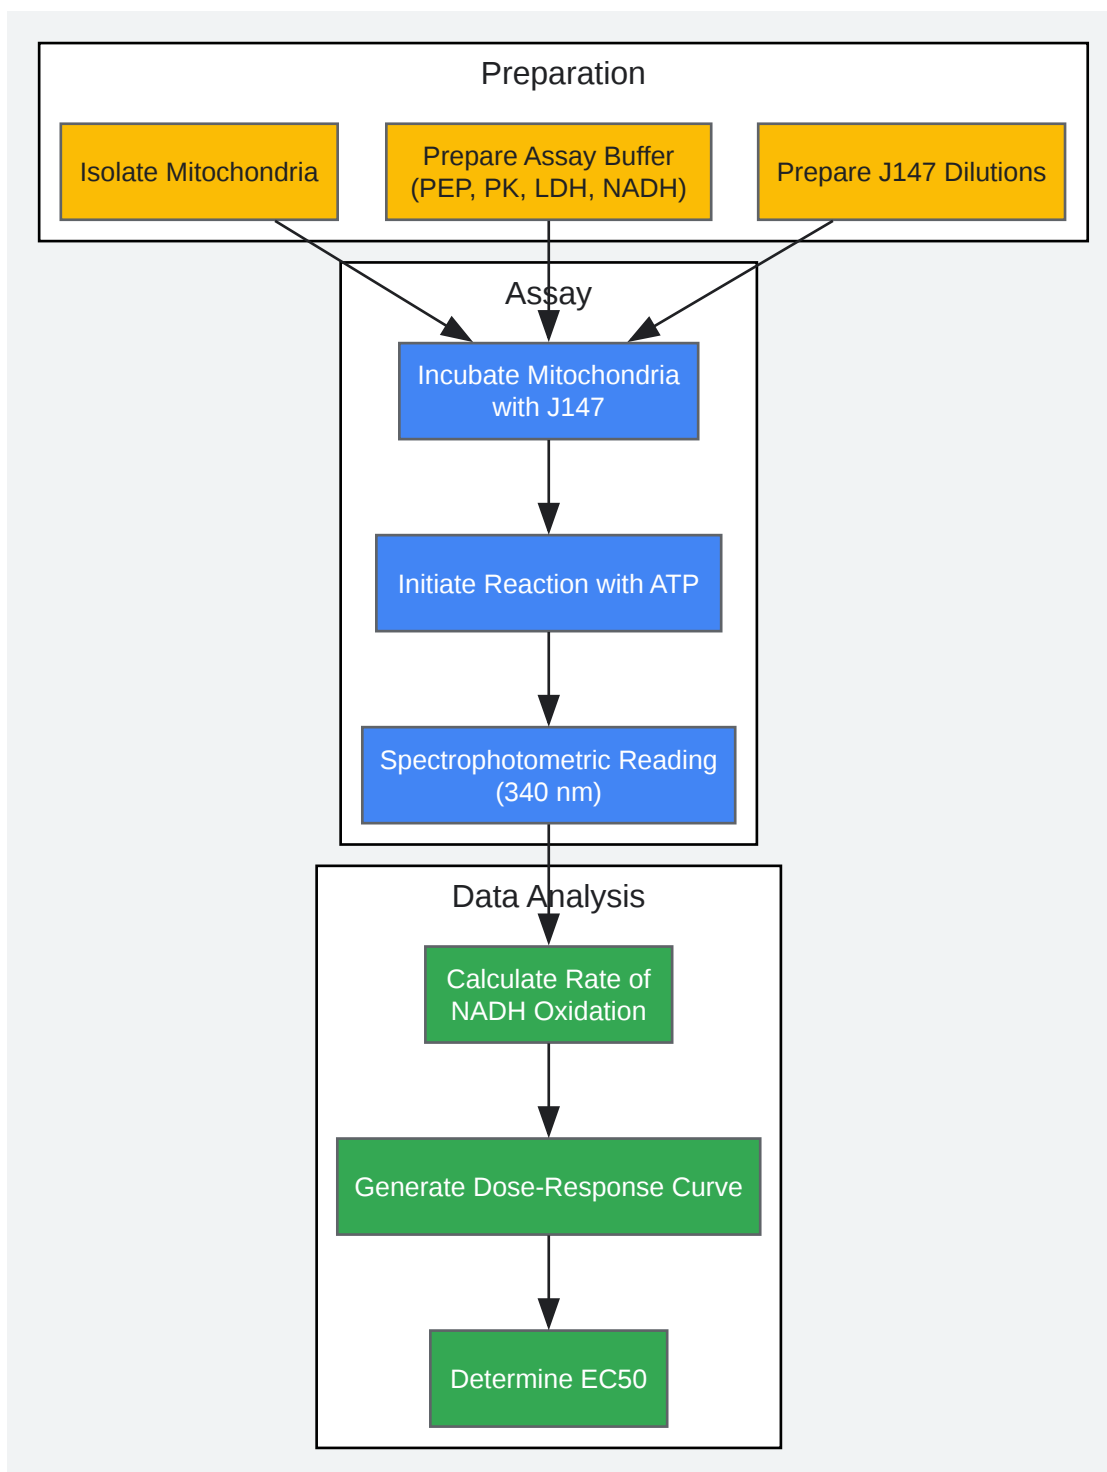 Preparation
Isolate Mitochondria
Prepare Assay Buffer
(PEP, PK, LDH, NADH)
Prepare J147 Dilutions
Assay
Incubate Mitochondria
with J147
Initiate Reaction with ATP
Spectrophotometric Reading
(340 nm)
Data Analysis
Calculate Rate of
NADH Oxidation
Generate Dose-Response Curve
Determine EC50